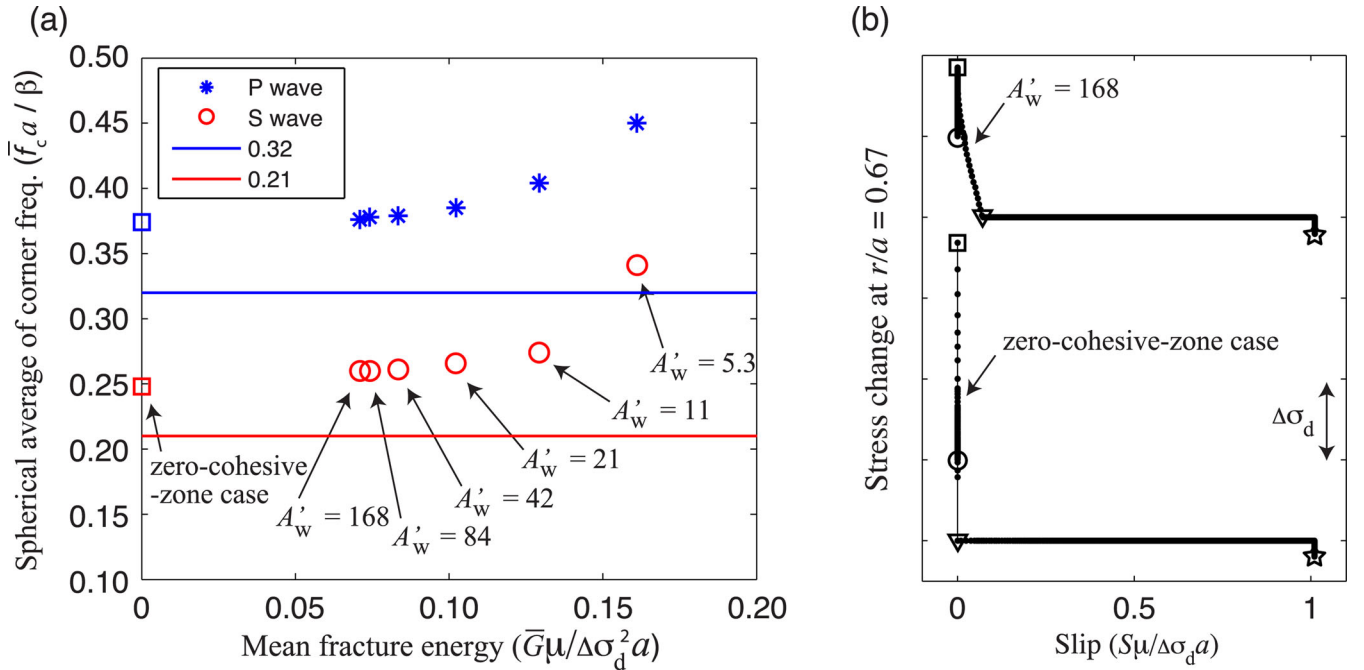 (a)
Spherical average of corner freq. (f̅c a / β)
0.50
0.45
0.40
0.35
0.30
0.25
0.20
0.15
0.10
P wave
S wave
0.32
0.21
A'w = 5.3
A'w = 11
A'w = 21
A'w = 42
A'w = 84
A'w = 168
zero-cohesive
-zone case
0
0.05
0.10
0.15
0.20
Mean fracture energy (G̅μ/Δσd²a)
(b)
Stress change at r/a = 0.67
A'w = 168
zero-cohesive-zone case
Δσd
0
0.5
1
Slip (Sμ/Δσda)